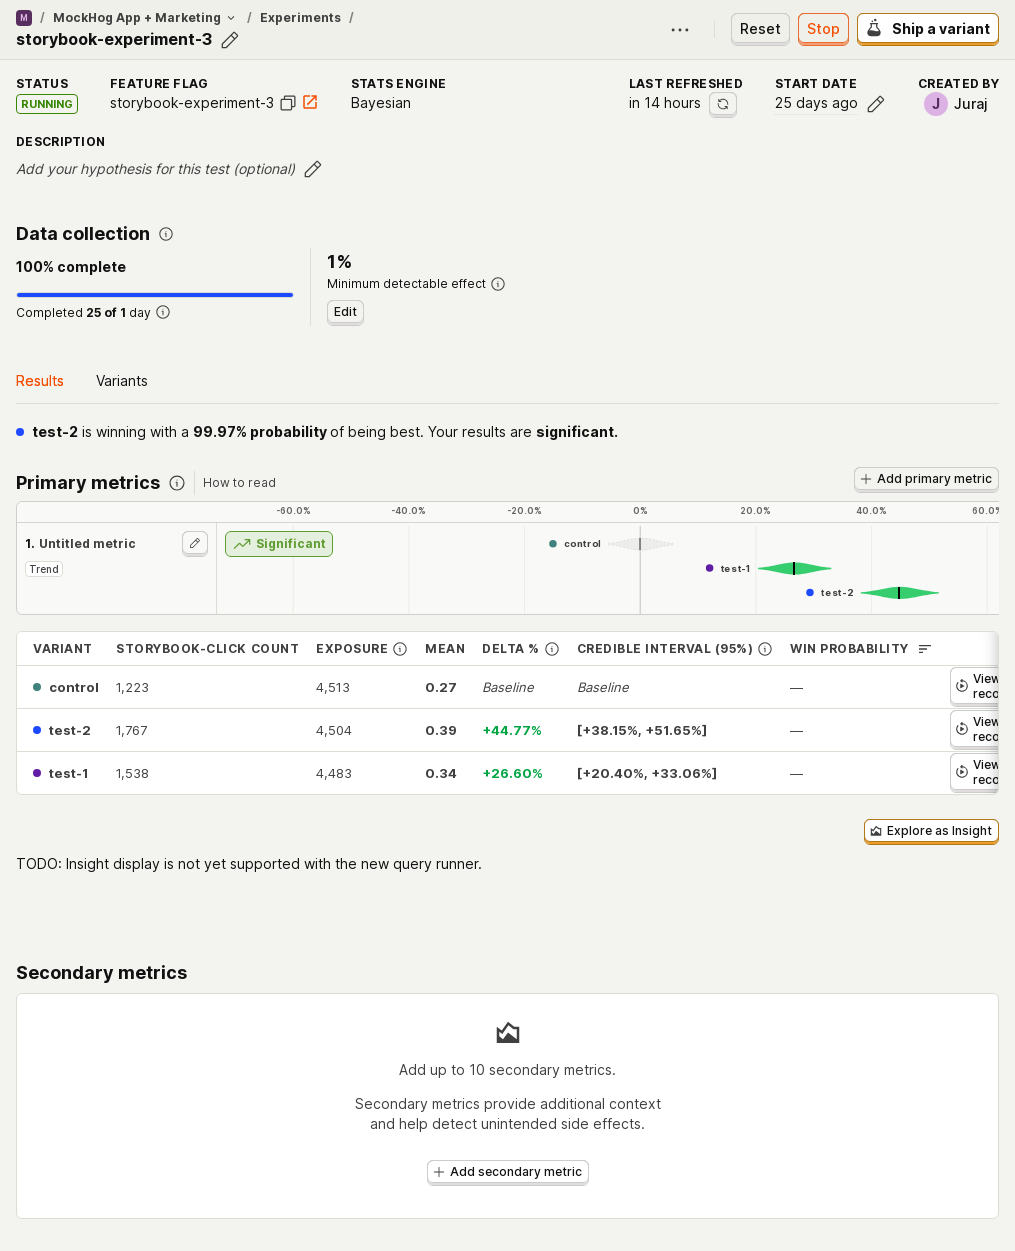 M / MockHog App + Marketing / Experiments /
storybook-experiment-3
Reset Stop Ship a variant
STATUS FEATURE FLAG STATS ENGINE LAST REFRESHED START DATE CREATED BY
RUNNING storybook-experiment-3 Bayesian in 14 hours 25 days ago J Juraj
DESCRIPTION
Add your hypothesis for this test (optional)
Data collection
100% complete
1%
Minimum detectable effect
Edit
Completed 25 of 1 day
Results Variants
test-2 is winning with a 99.97% probability of being best. Your results are significant.
Primary metrics How to read Add primary metric
-60.0% -40.0% -20.0% 0% 20.0% 40.0% 60.0%
1. Untitled metric Significant control
Trend test-1
test-2
VARIANT STORYBOOK-CLICK COUNT EXPOSURE MEAN DELTA % CREDIBLE INTERVAL (95%) WIN PROBABILITY
control 1,223 4,513 0.27 Baseline Baseline — View
reco
test-2 1,767 4,504 0.39 +44.77% [+38.15%, +51.65%] — View
reco
test-1 1,538 4,483 0.34 +26.60% [+20.40%, +33.06%] — View
reco
Explore as Insight
TODO: Insight display is not yet supported with the new query runner.
Secondary metrics
Add up to 10 secondary metrics.
Secondary metrics provide additional context
and help detect unintended side effects.
Add secondary metric